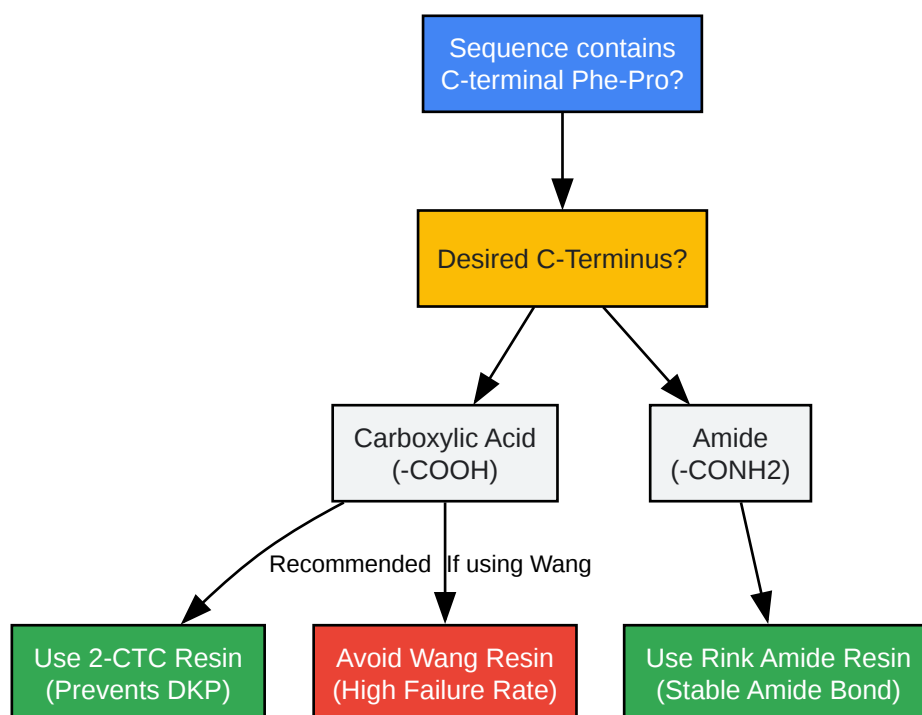 Sequence contains
C-terminal Phe-Pro?
Desired C-Terminus?
Carboxylic Acid
(-COOH)
Amide
(-CONH2)
Recommended
If using Wang
Use 2-CTC Resin
(Prevents DKP)
Avoid Wang Resin
(High Failure Rate)
Use Rink Amide Resin
(Stable Amide Bond)